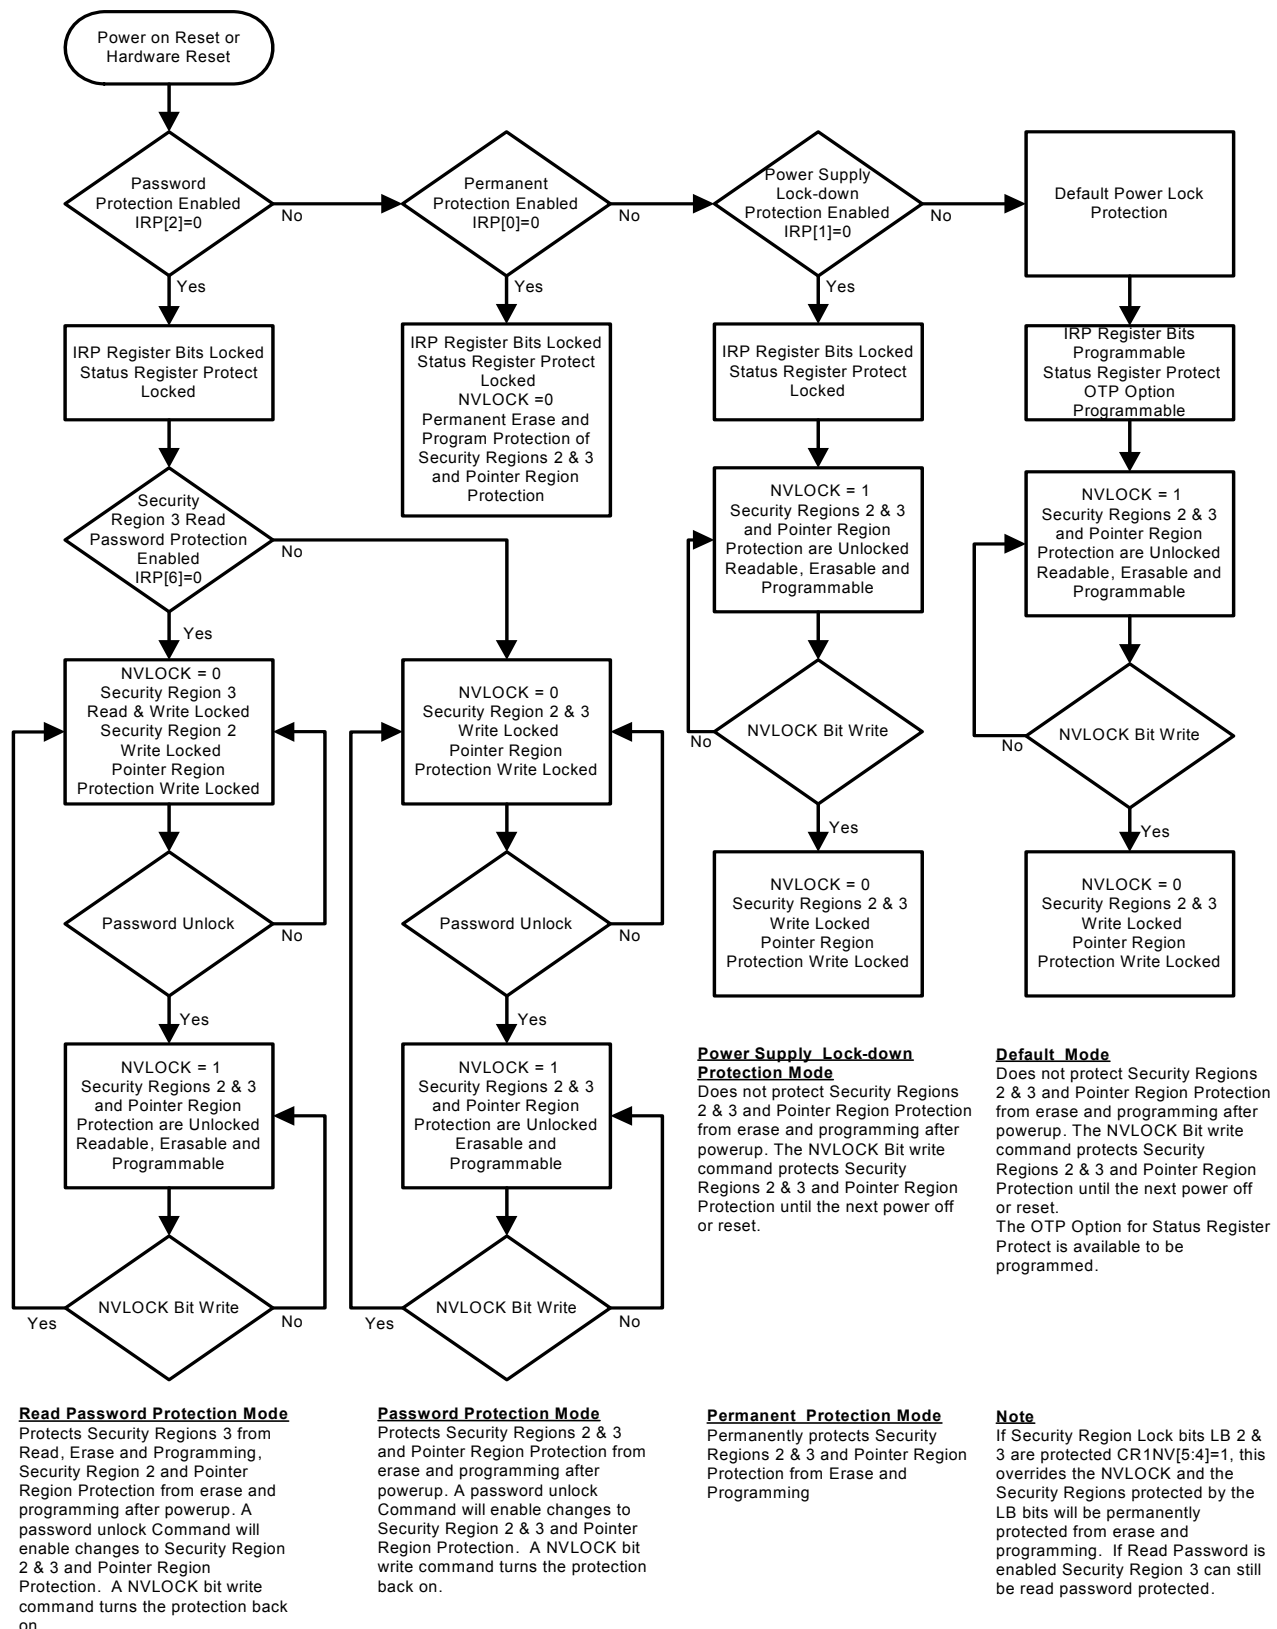 Power on Reset or
Hardware Reset
Password
Protection Enabled
IRP[2]=0
No
Yes
Permanent
Protection Enabled
IRP[0]=0
No
Yes
Power Supply
Lock-down
Protection Enabled
IRP[1]=0
No
Yes
Default Power Lock
Protection
IRP Register Bits Locked
Status Register Protect
Locked
IRP Register Bits Locked
Status Register Protect
Locked
NVLOCK =0
Permanent Erase and
Program Protection of
Security Regions 2 & 3
and Pointer Region
Protection
IRP Register Bits Locked
Status Register Protect
Locked
IRP Register Bits
Programmable
Status Register Protect
OTP Option
Programmable
Security
Region 3 Read
Password Protection
Enabled
IRP[6]=0
No
Yes
NVLOCK = 1
Security Regions 2 & 3
and Pointer Region
Protection are Unlocked
Readable, Erasable and
Programmable
NVLOCK = 1
Security Regions 2 & 3
and Pointer Region
Protection are Unlocked
Readable, Erasable and
Programmable
NVLOCK = 0
Security Region 3
Read & Write Locked
Security Region 2
Write Locked
Pointer Region
Protection Write Locked
NVLOCK = 0
Security Region 2 & 3
Write Locked
Pointer Region
Protection Write Locked
NVLOCK Bit Write
No
Yes
NVLOCK Bit Write
No
Yes
Password Unlock
No
Yes
Password Unlock
No
Yes
NVLOCK = 0
Security Regions 2 & 3
Write Locked
Pointer Region
Protection Write Locked
NVLOCK = 0
Security Regions 2 & 3
Write Locked
Pointer Region
Protection Write Locked
NVLOCK = 1
Security Regions 2 & 3
and Pointer Region
Protection are Unlocked
Readable, Erasable and
Programmable
NVLOCK = 1
Security Regions 2 & 3
and Pointer Region
Protection are Unlocked
Erasable and
Programmable
Power Supply Lock-down
Protection Mode
Does not protect Security Regions
2 & 3 and Pointer Region Protection
from erase and programming after
powerup. The NVLOCK Bit write
command protects Security
Regions 2 & 3 and Pointer Region
Protection until the next power off
or reset.
Default Mode
Does not protect Security Regions
2 & 3 and Pointer Region Protection
from erase and programming after
powerup. The NVLOCK Bit write
command protects Security
Regions 2 & 3 and Pointer Region
Protection until the next power off
or reset.
The OTP Option for Status Register
Protect is available to be
programmed.
NVLOCK Bit Write
Yes
No
NVLOCK Bit Write
Yes
No
Read Password Protection Mode
Protects Security Regions 3 from
Read, Erase and Programming,
Security Region 2 and Pointer
Region Protection from erase and
programming after powerup. A
password unlock Command will
enable changes to Security Region
2 & 3 and Pointer Region
Protection. A NVLOCK bit write
command turns the protection back
on.
Password Protection Mode
Protects Security Regions 2 & 3
and Pointer Region Protection from
erase and programming after
powerup. A password unlock
Command will enable changes to
Security Region 2 & 3 and Pointer
Region Protection. A NVLOCK bit
write command turns the protection
back on.
Permanent Protection Mode
Permanently protects Security
Regions 2 & 3 and Pointer Region
Protection from Erase and
Programming
Note
If Security Region Lock bits LB 2 &
3 are protected CR1NV[5:4]=1, this
overrides the NVLOCK and the
Security Regions protected by the
LB bits will be permanently
protected from erase and
programming. If Read Password is
enabled Security Region 3 can still
be read password protected.